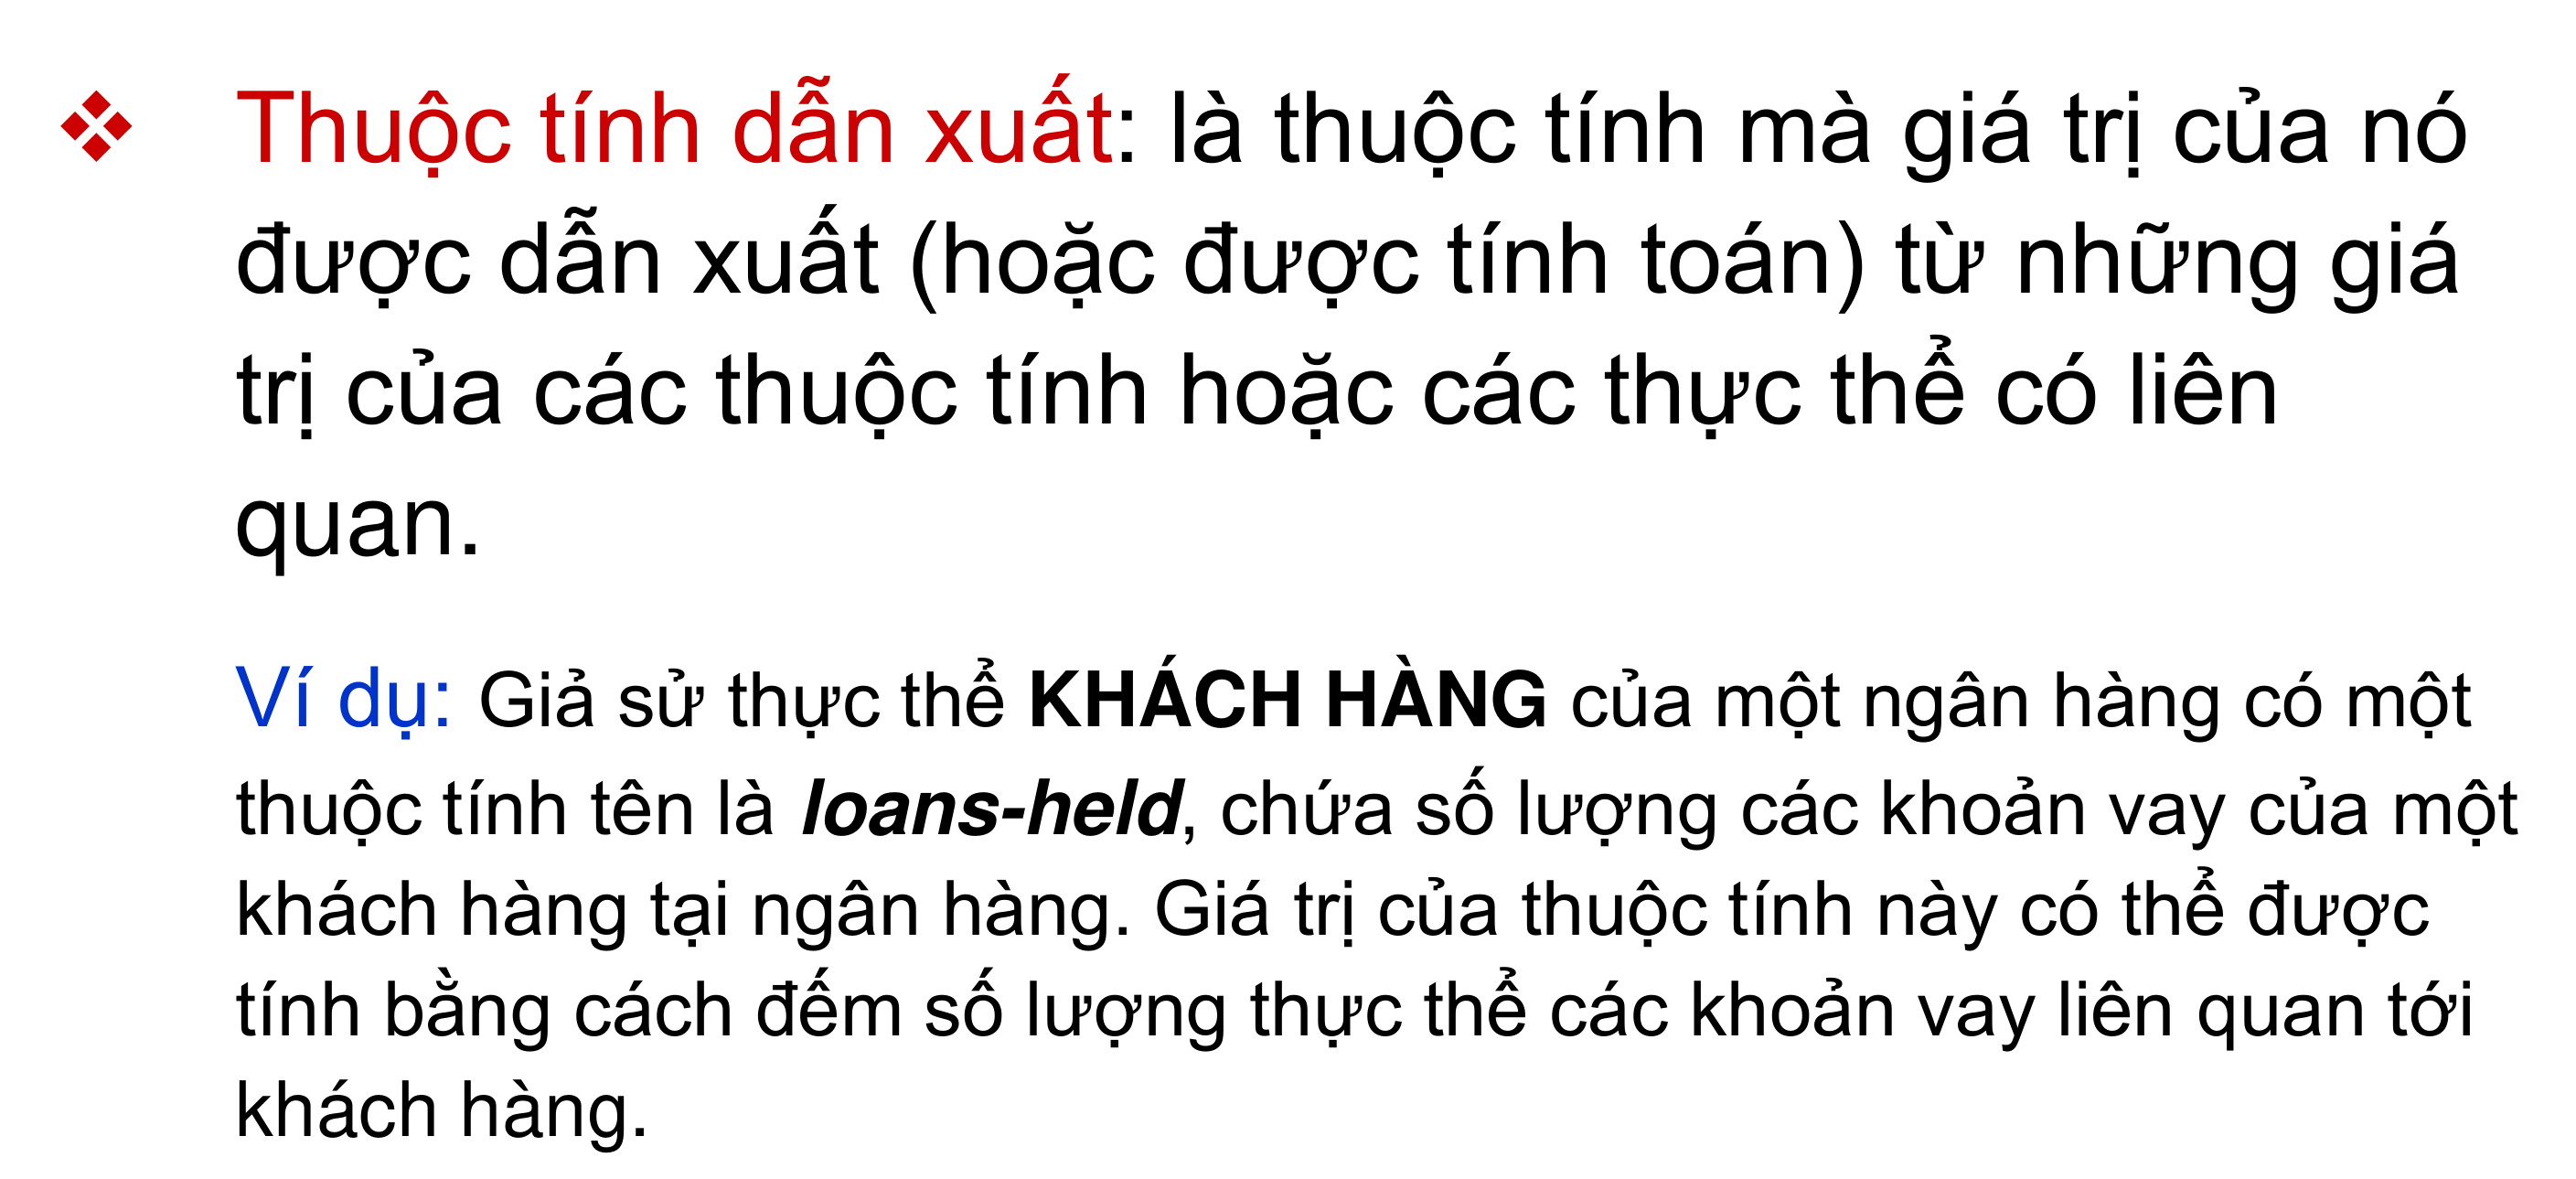 ❖ Thuộc tính dẫn xuất: là thuộc tính mà giá trị của nó
được dẫn xuất (hoặc được tính toán) từ những giá
trị của các thuộc tính hoặc các thực thể có liên
quan.
Ví dụ: Giả sử thực thể KHÁCH HÀNG của một ngân hàng có một
thuộc tính tên là loans-held, chứa số lượng các khoản vay của một
khách hàng tại ngân hàng. Giá trị của thuộc tính này có thể được
tính bằng cách đếm số lượng thực thể các khoản vay liên quan tới
khách hàng.